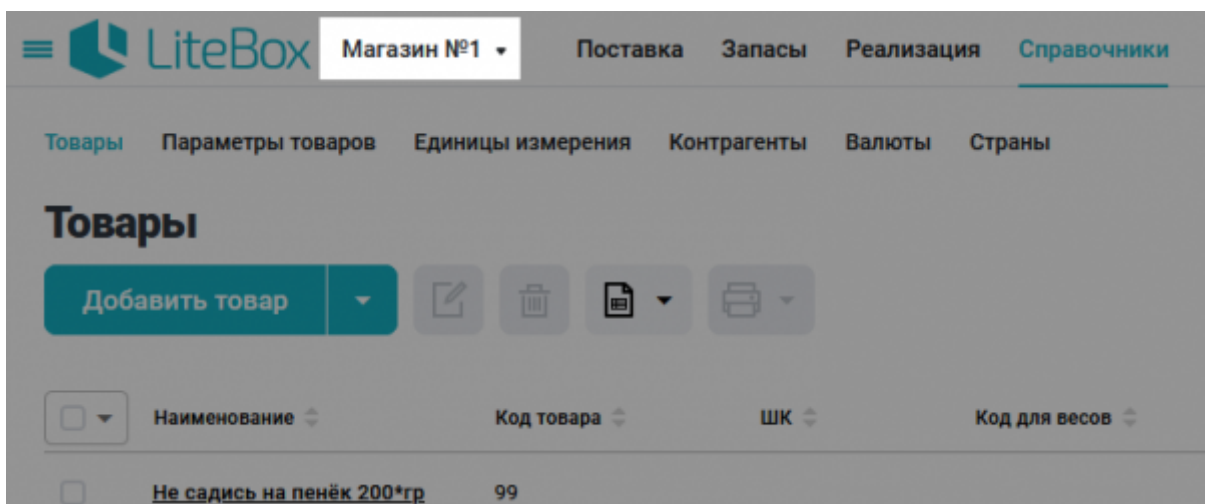 LiteBox Магазин №1 Поставка Запасы Реализация Справочники
Товары Параметры товаров Единицы измерения Контрагенты Валюты Страны
Товары
Добавить товар
Наименование Код товара ШК Код для весов
Не садись на пенёк 200*гр 99